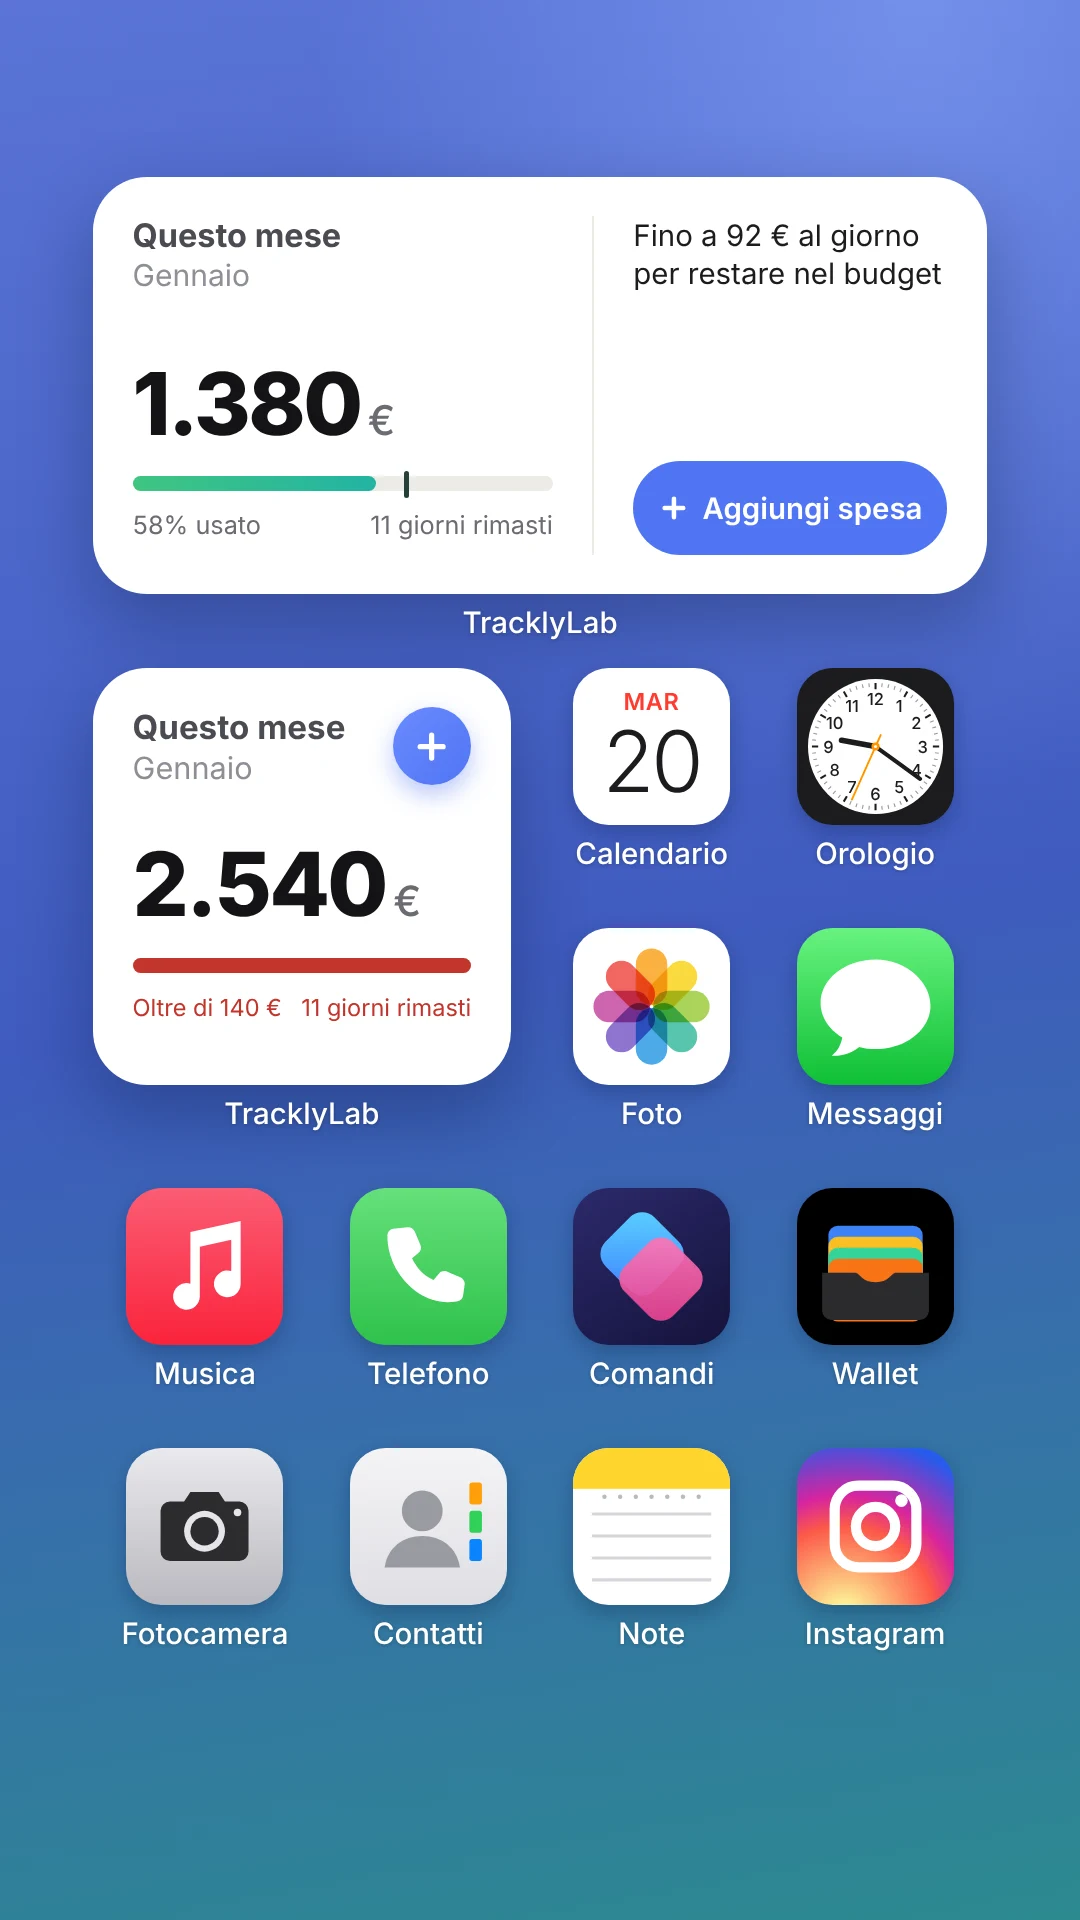 Questo mese
Gennaio
1.380 €
58% usato
11 giorni rimasti
Fino a 92 € al giorno
per restare nel budget
+ Aggiungi spesa
TracklyLab
Questo mese
Gennaio
+
2.540 €
Oltre di 140 €
11 giorni rimasti
TracklyLab
MAR
20
Calendario
12
1
2
3
4
5
6
7
8
9
10
11
Orologio
Foto
Messaggi
Musica
Telefono
Comandi
Wallet
Fotocamera
Contatti
Note
Instagram